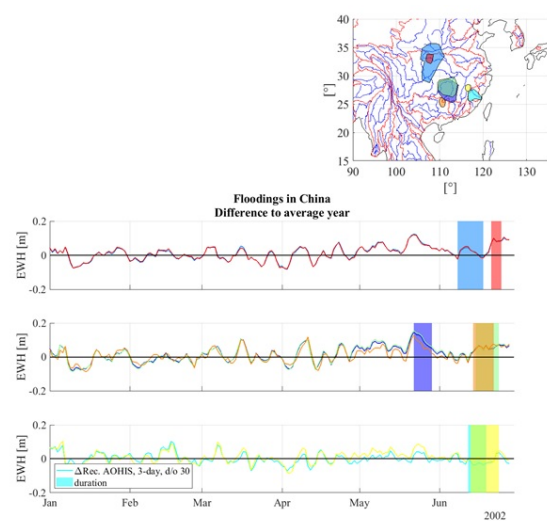 40
35
30
25
20
15
[°]
90 100 110 120 130
[°]
Floodings in China
Difference to average year
0.2
0
-0.2
EWH [m]
0.2
0
-0.2
EWH [m]
0.2
0
-0.2
EWH [m]
ΔRec. AOHIS, 3-day, d/o 30
duration
Jan Feb Mar Apr May Jun
2002